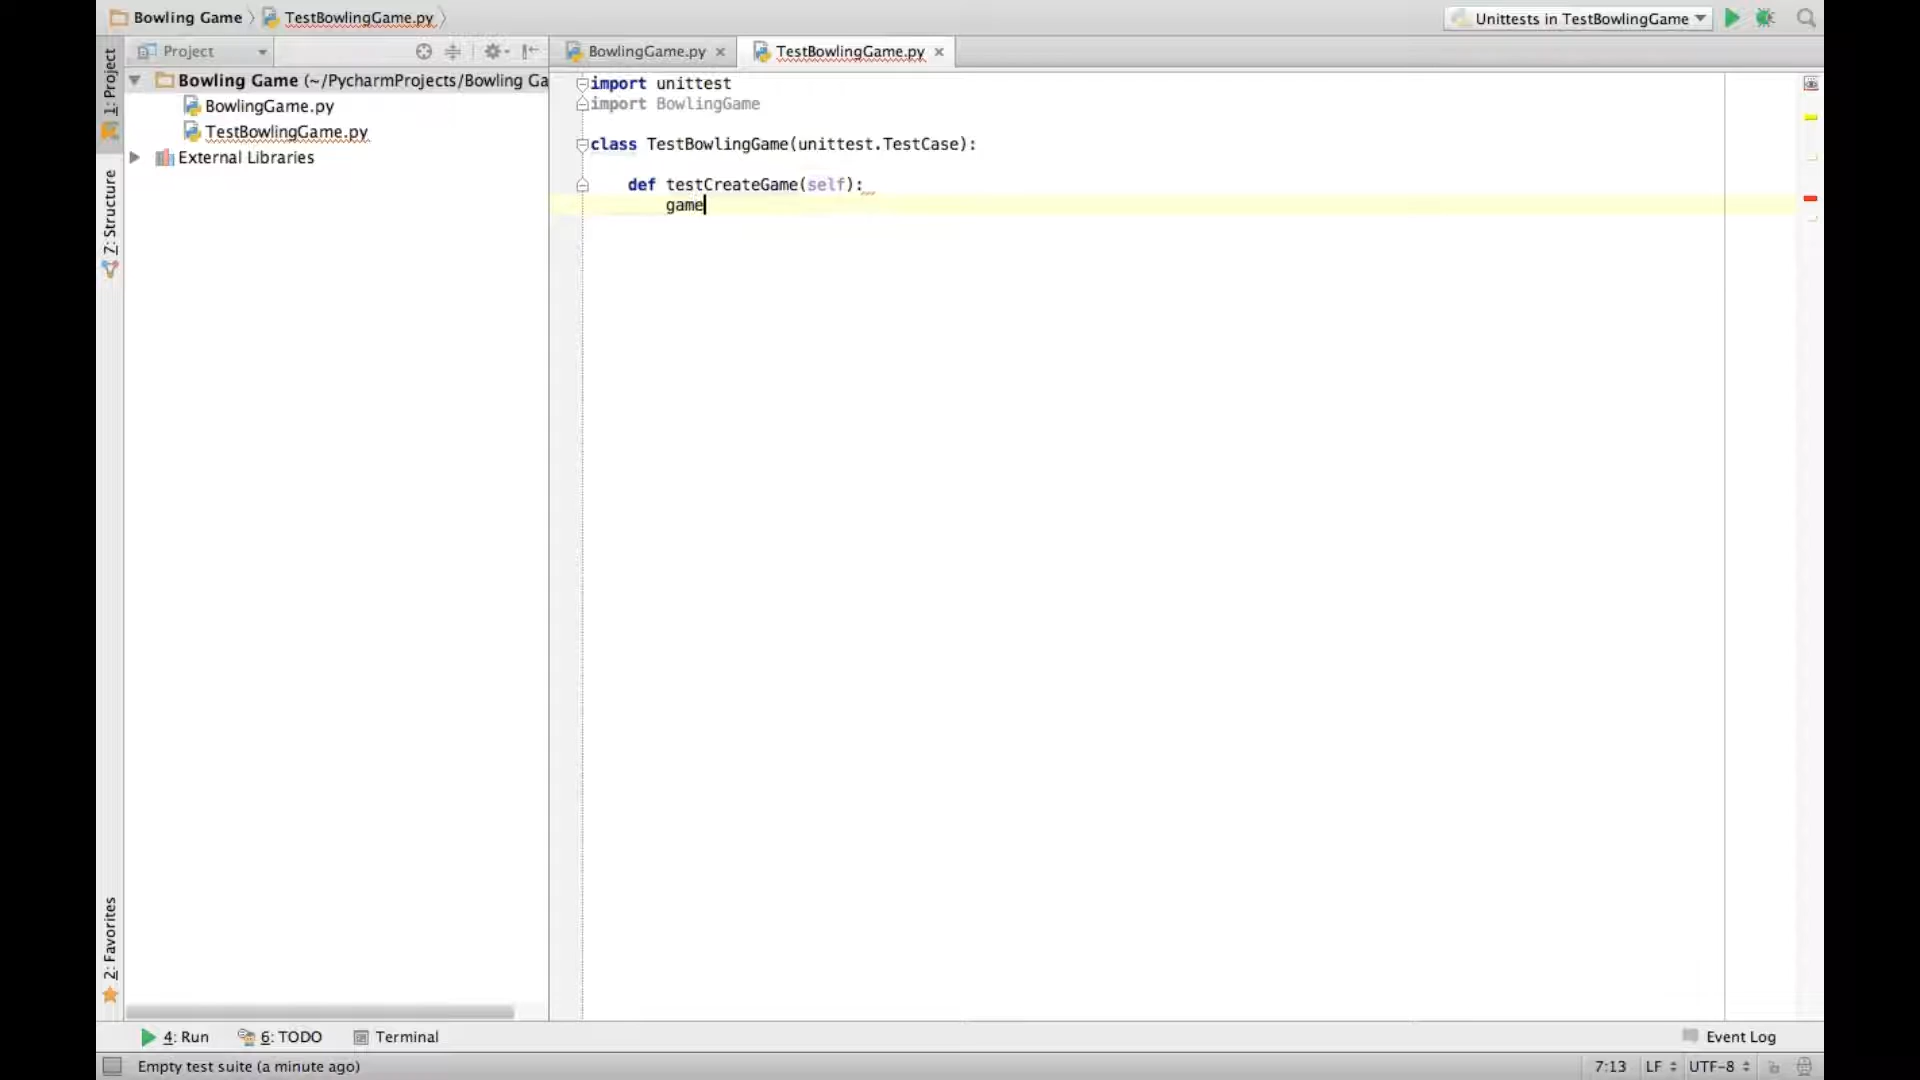 Bowling Game
TestBowlingGame.py
Unittests in TestBowlingGame
1: Project
Project
BowlingGame.py
TestBowlingGame.py
Bowling Game (~/PycharmProjects/Bowling Ga
BowlingGame.py
TestBowlingGame.py
External Libraries
7: Structure
2: Favorites
import unittest
import BowlingGame
class TestBowlingGame(unittest.TestCase):
def testCreateGame(self):
game
4: Run
6: TODO
Terminal
Event Log
Empty test suite (a minute ago)
7:13
LF
UTF-8